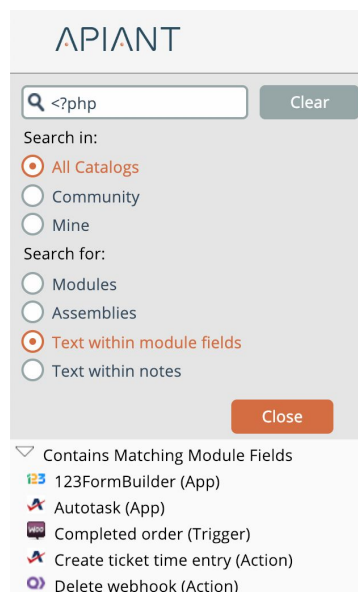 APIANT
<?php
Clear
Search in:
All Catalogs
Community
Mine
Search for:
Modules
Assemblies
Text within module fields
Text within notes
Close
Contains Matching Module Fields
123 123FormBuilder (App)
Autotask (App)
Woo Completed order (Trigger)
Create ticket time entry (Action)
Delete webhook (Action)